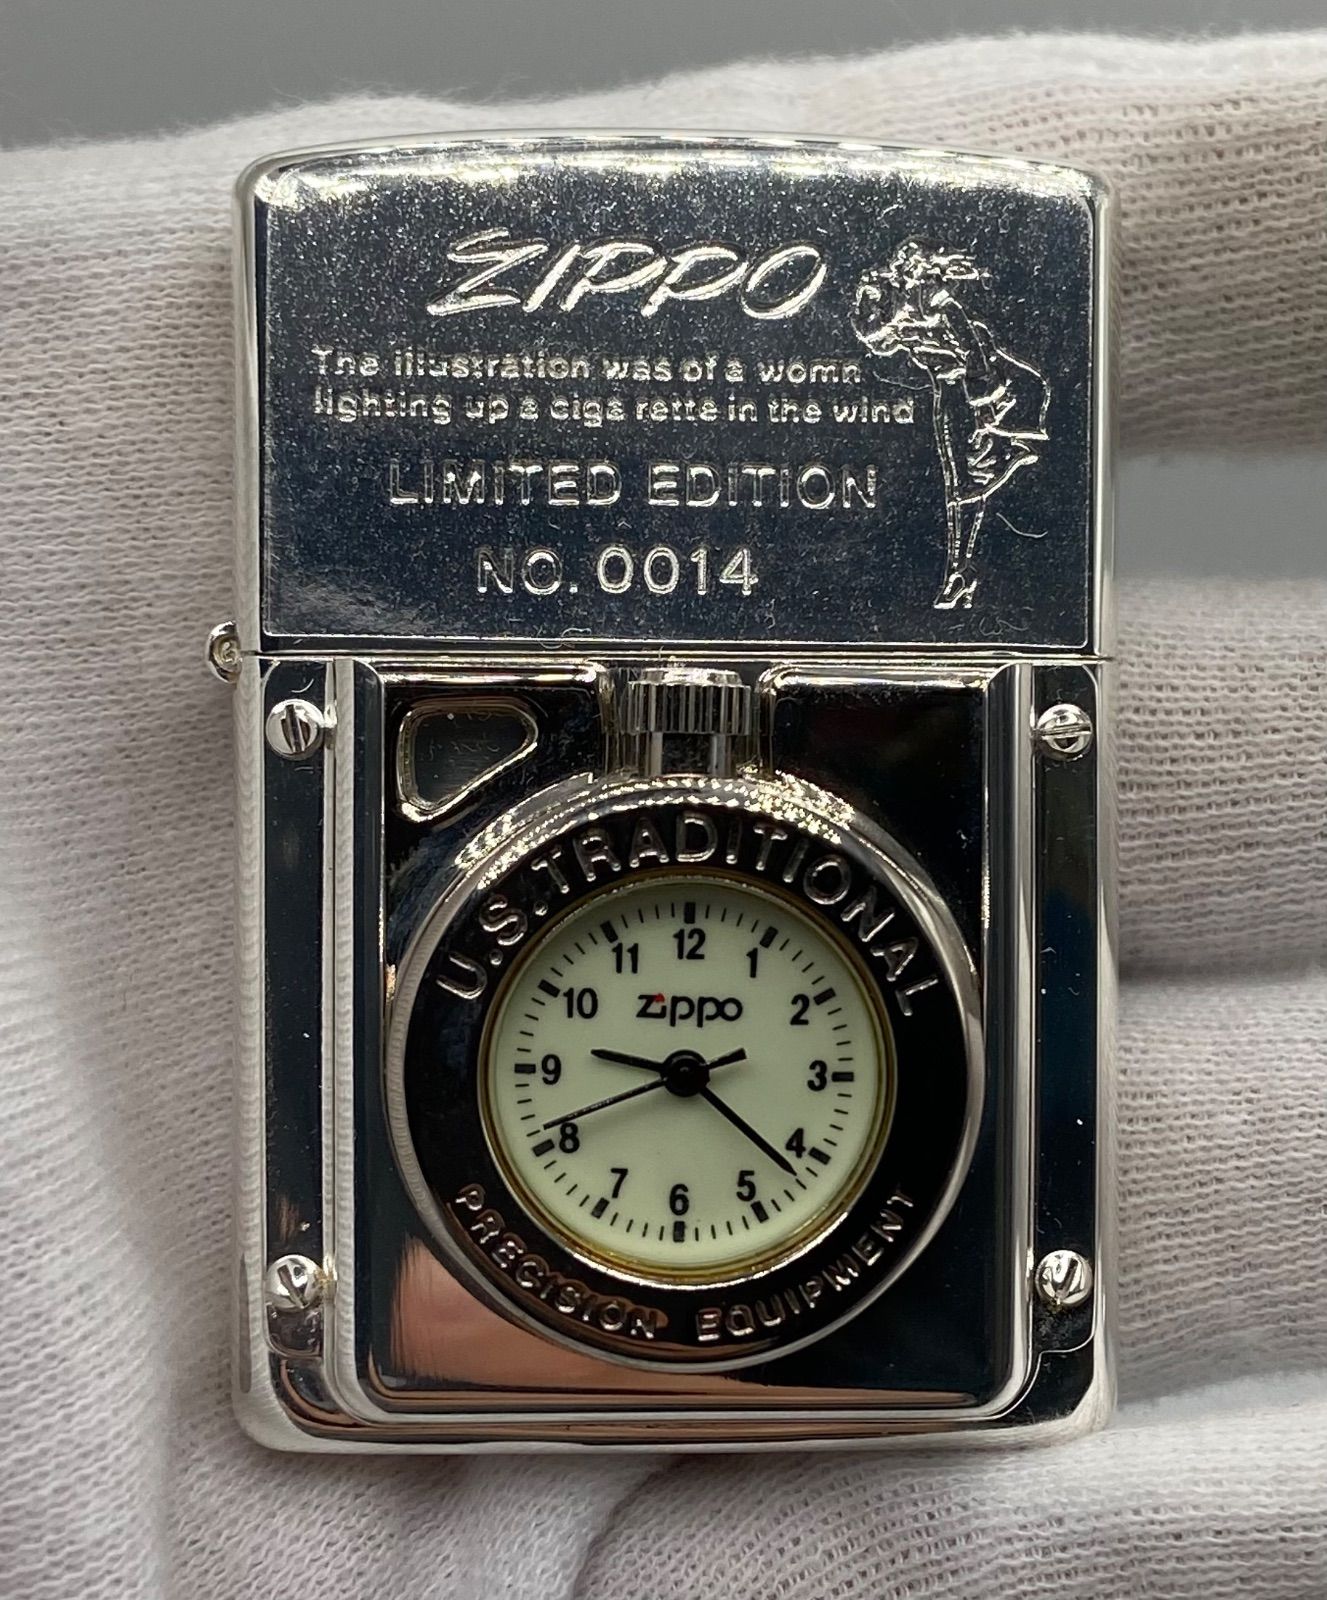 ZIPPO
The illustration was of a womn
lighting up a ciga rette in the wind
LIMITED EDITION
NO. 0014
U.S. TRADITIONAL
12
11
1
10
2
zippo
9
3
8
4
7
5
6
PRECISION EQUIPMENT